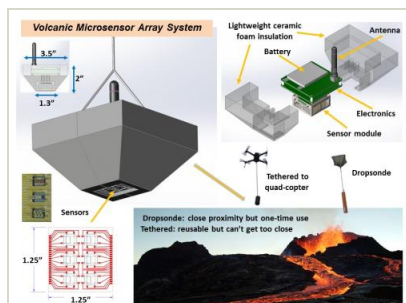 Volcanic Microsensor Array System
3.5"
2"
1.3"
Sensors
1.25"
1.25"
Lightweight ceramic
foam insulation
Battery
Antenna
Electronics
Sensor module
Tethered to
quad-copter
Dropsonde
Dropsonde: close proximity but one-time use
Tethered: reusable but can't get too close